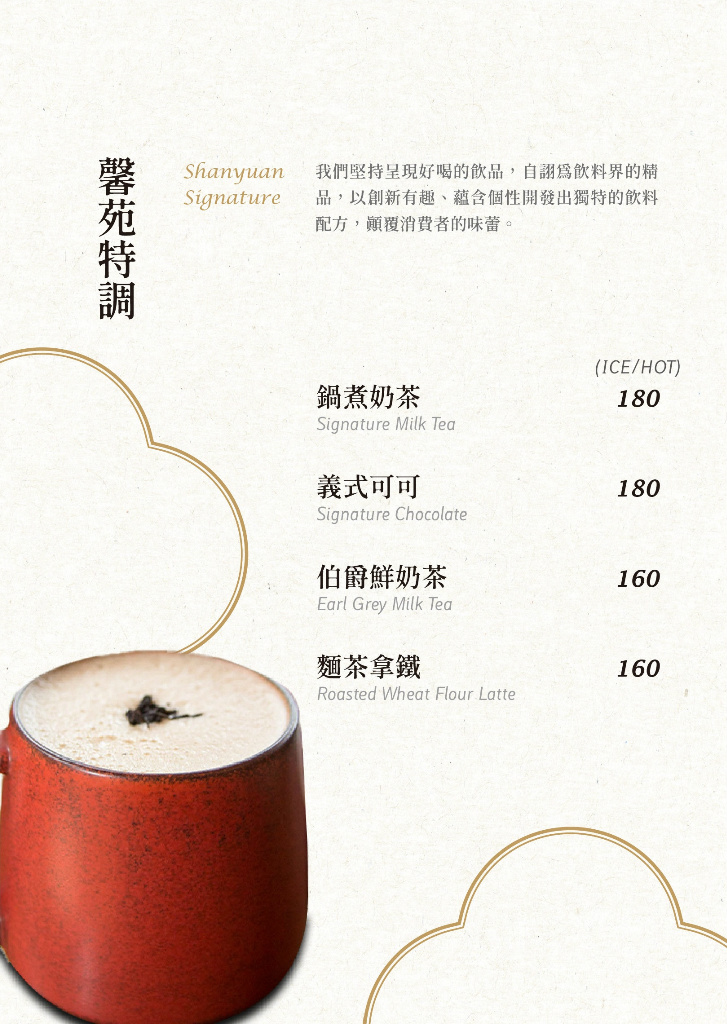 馨苑特調
Shanyuan
Signature
我們堅持呈現好喝的飲品，自詡爲飲料界的精
品，以創新有趣、蘊含個性開發出獨特的飲料
配方，顚覆消費者的味蕾。
(ICE/HOT)
鍋煮奶茶 180
Signature Milk Tea
義式可可 180
Signature Chocolate
伯爵鮮奶茶 160
Earl Grey Milk Tea
麵茶拿鐵 160
Roasted Wheat Flour Latte